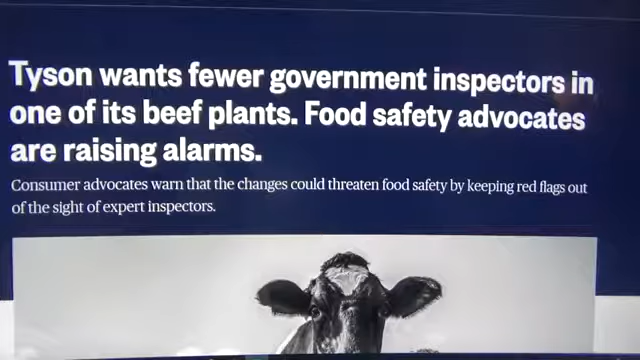 Tyson wants fewer government inspectors in
one of its beef plants. Food safety advocates
are raising alarms.
Consumer advocates warn that the changes could threaten food safety by keeping red flags out
of the sight of expert inspectors.